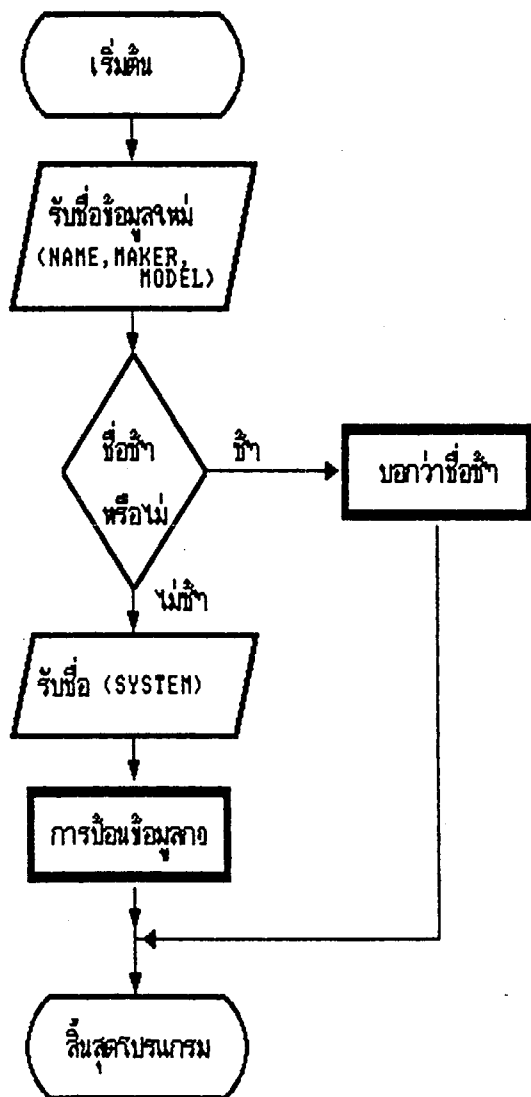 เริ่มต้น
รับชื่อข้อมูลใหม่
(NAME,MAKER,
MODEL)
ชื่อซ้ำ
หรือไม่
ซ้ำ
บอกว่าชื่อซ้ำ
ไม่ซ้ำ
รับชื่อ (SYSTEM)
การป้อนข้อมูล
สิ้นสุดโปรแกรม